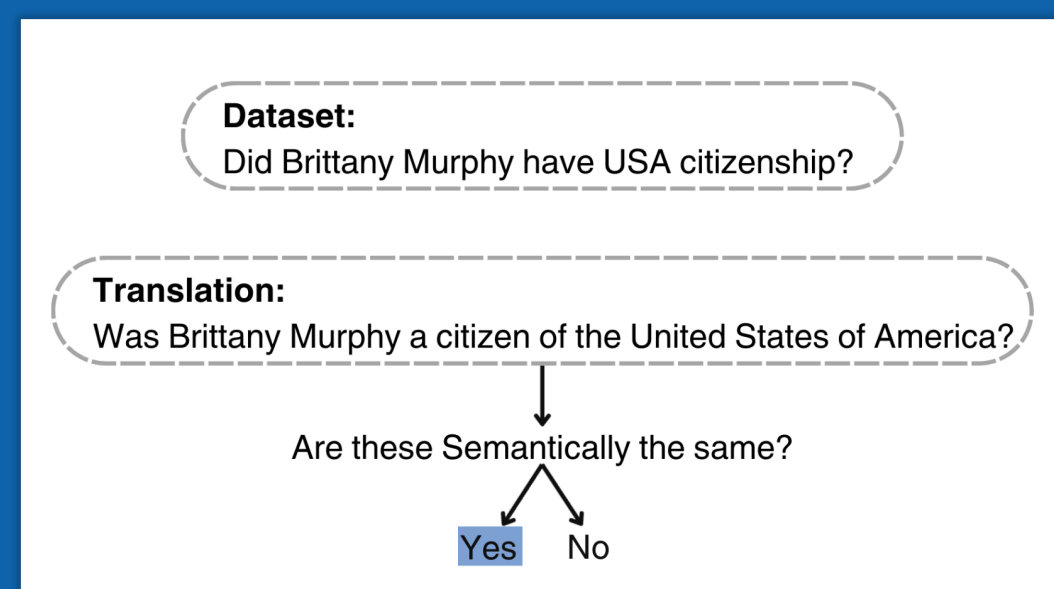 Dataset:
Did Brittany Murphy have USA citizenship?
Translation:
Was Brittany Murphy a citizen of the United States of America?
Are these Semantically the same?
Yes No